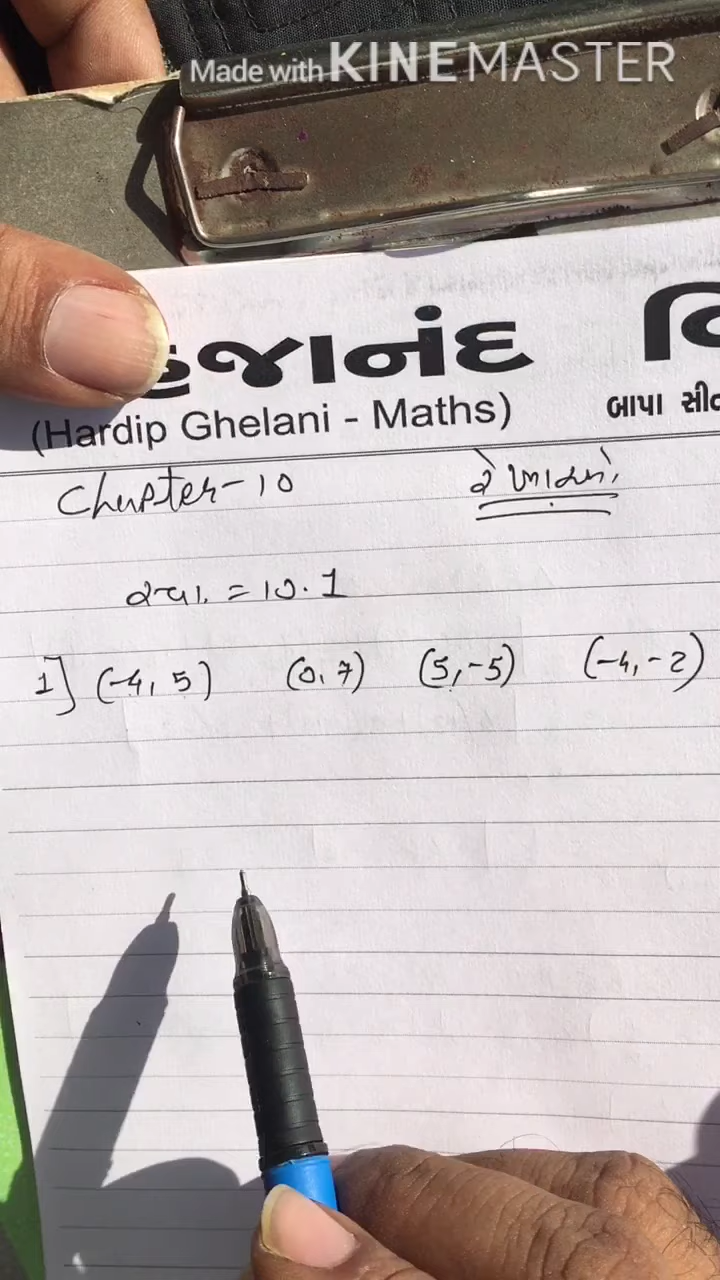 Made with KINEMASTER
હજાનંદ વિ
(Hardip Ghelani - Maths) બાપા સીત
Chapter-10 રેખાઓ
સ્વા. = 10.1
1] (-4, 5) (0, 7) (5, -5) (-4, -2)